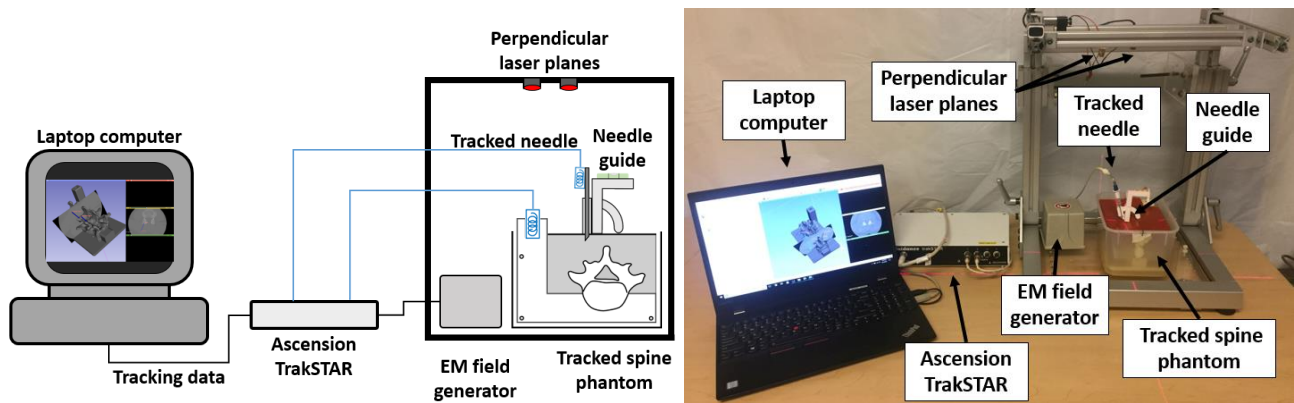 Perpendicular
laser planes
Laptop computer
Tracked needle
Needle
guide
Ascension
TrakSTAR
Tracking data
EM field
generator
Tracked spine
phantom
Perpendicular
laser planes
Laptop
computer
Tracked
needle
Needle
guide
EM field
generator
Ascension
TrakSTAR
Tracked spine
phantom
ThinkPad